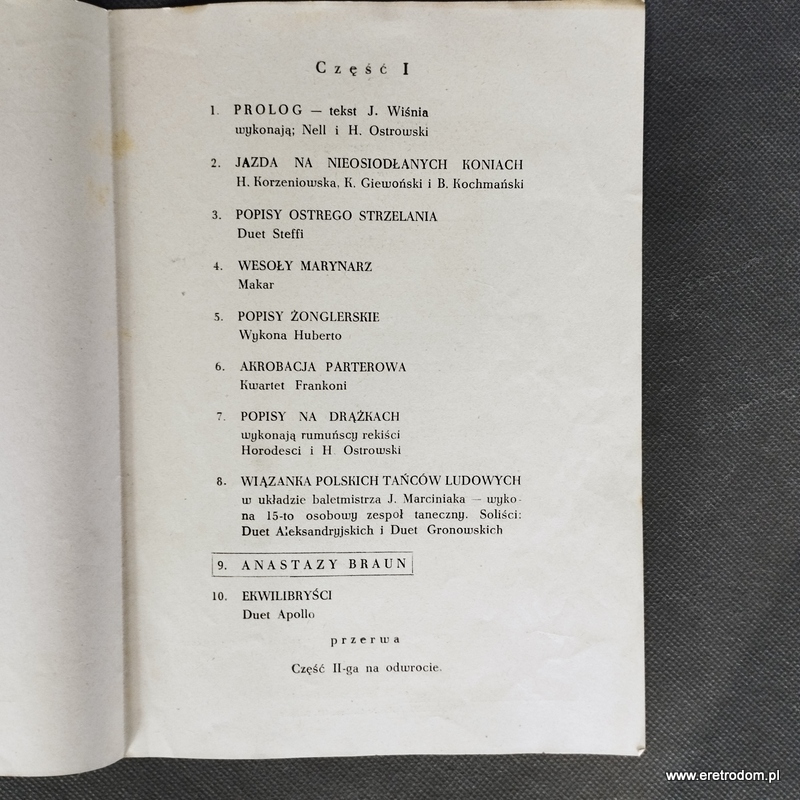 Część I
1. PROLOG — tekst J. Wiśnia
wykonają; Nell i H. Ostrowski
2. JAZDA NA NIEOSIODŁANYCH KONIACH
H. Korzeniowska, K. Giewoński i B. Kochmański
3. POPISY OSTREGO STRZELANIA
Duet Steffi
4. WESOŁY MARYNARZ
Makar
5. POPISY ŻONGLERSKIE
Wykona Huberto
6. AKROBACJA PARTEROWA
Kwartet Frankoni
7. POPISY NA DRĄŻKACH
wykonają rumuńscy rekiści
Horodesci i H Ostrowski
8. WIĄZANKA POLSKICH TAŃCÓW LUDOWYCH
w układzie baletmistrza J. Marciniaka — wyko-
na 15-to osobowy zespoł taneczny. Soliści:
Duet Aleksandryjskich i Duet Gronowskich
9. ANASTAZY BRAUN
10. EKWILIBRYŚCI
Duet Apollo
przerwa
Część II-ga na odwrocie.
www.eretrodom.pl